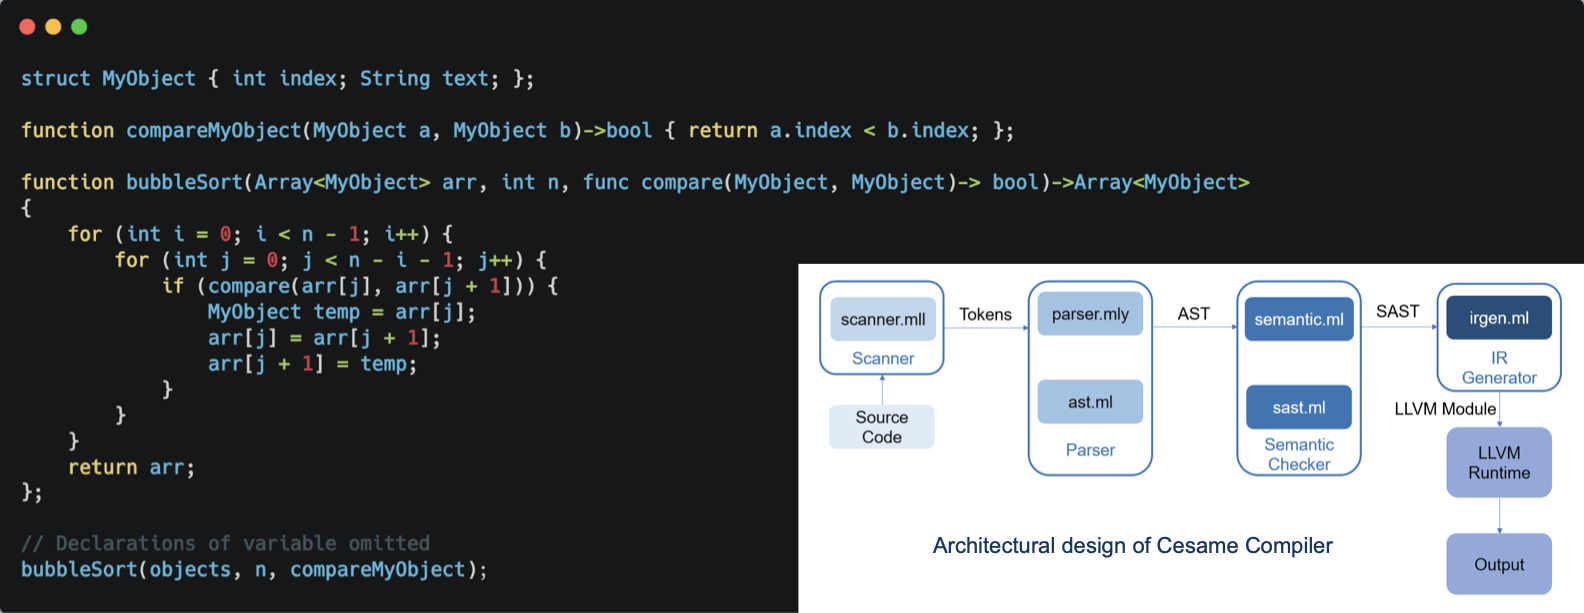 struct MyObject { int index; String text; };
function compareMyObject(MyObject a, MyObject b)->bool { return a.index < b.index; };
function bubbleSort(Array<MyObject> arr, int n, func compare(MyObject, MyObject)-> bool)->Array<MyObject>
{
    for (int i = 0; i < n - 1; i++) {
        for (int j = 0; j < n - i - 1; j++) {
            if (compare(arr[j], arr[j + 1])) {
                MyObject temp = arr[j];
                arr[j] = arr[j + 1];
                arr[j + 1] = temp;
            }
        }
    }
    return arr;
};
// Declarations of variable omitted
bubbleSort(objects, n, compareMyObject);
scanner.mll
Scanner
Source
Code
Tokens
parser.mly
ast.ml
Parser
AST
semantic.ml
sast.ml
Semantic
Checker
SAST
irgen.ml
IR
Generator
LLVM Module
LLVM
Runtime
Output
Architectural design of Cesame Compiler